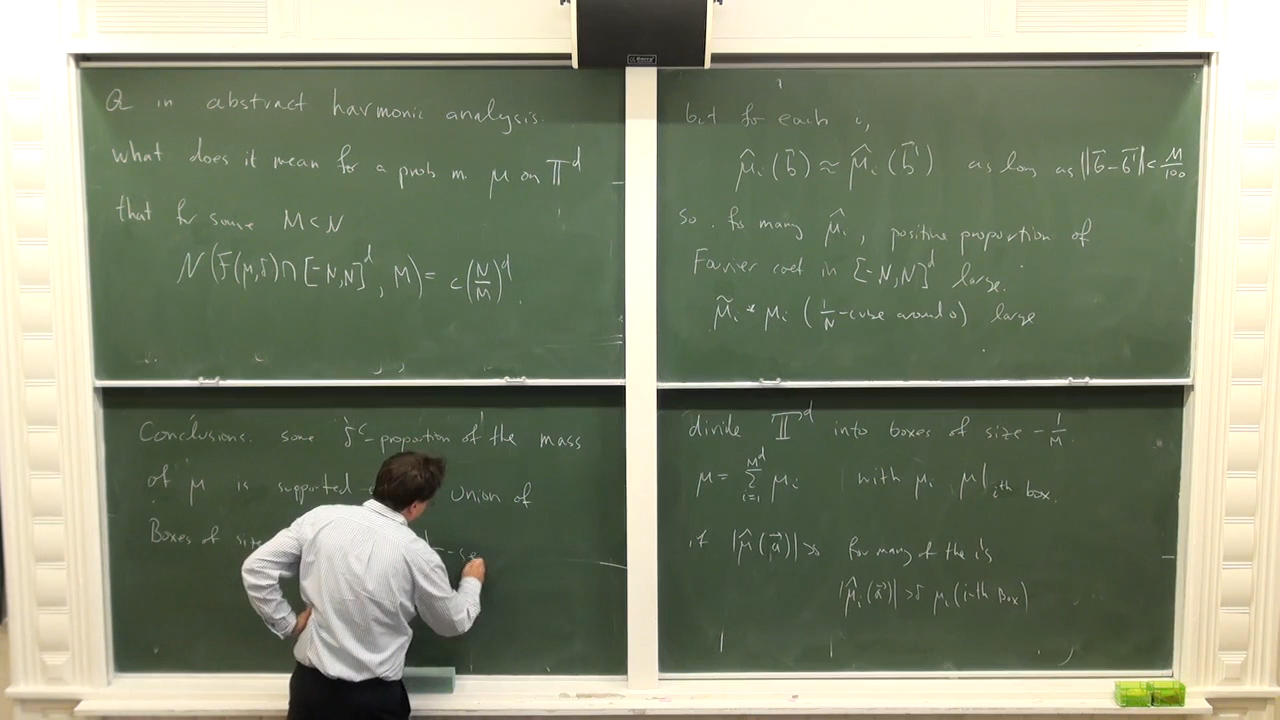 Q in abstract harmonic analysis.
what does it mean for a prob m. μ on 𝕋^d
that for some M<N
N(F(μ,δ)∩[-N,N]^d, M) = c(N/M)^d.
Conclusions. some δ^c-proportion of the mass
of μ is supported union of
Boxes of size
but for each i,
μ̂_i(b⃗) ≈ μ̂_i(b⃗') as long as ||b⃗-b⃗'|| < M/100
So. for many μ̂_i, positive proportion of
Fourier coef in [-N,N]^d large.
μ̃_i * μ_i (1/N-cube around 0) large
divide 𝕋^d into boxes of size -1/M.
μ = Σ_{i=1}^{M^d} μ_i with μ_i μ|_{ith box.}
if |μ̂(a⃗)|>δ for many of the i's
|μ̂_i(a⃗)| >δ μ_i(ith Box)